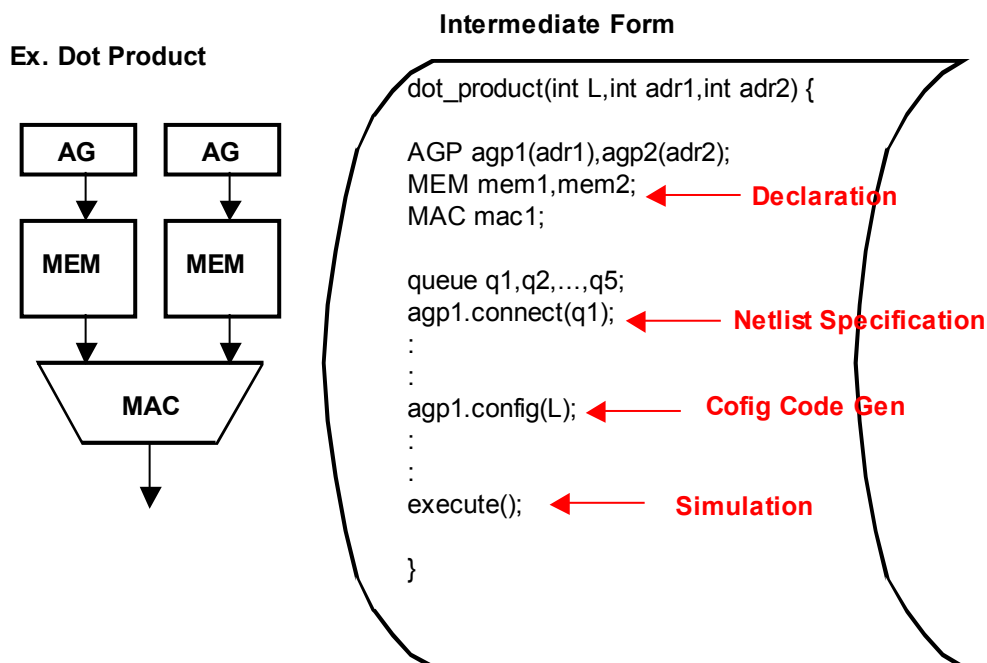 Intermediate Form
Ex. Dot Product
AG
AG
MEM
MEM
MAC
dot_product(int L,int adr1,int adr2) {
AGP agp1(adr1),agp2(adr2);
MEM mem1,mem2;
Declaration
MAC mac1;
queue q1,q2,...,q5;
agp1.connect(q1);
Netlist Specification
:
:
agp1.config(L);
Cofig Code Gen
:
:
execute();
Simulation
}